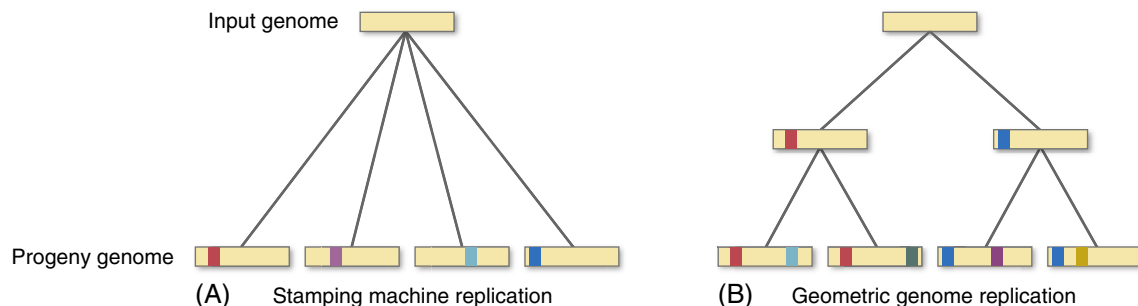 Input genome
Progeny genome
(A) Stamping machine replication
(B) Geometric genome replication